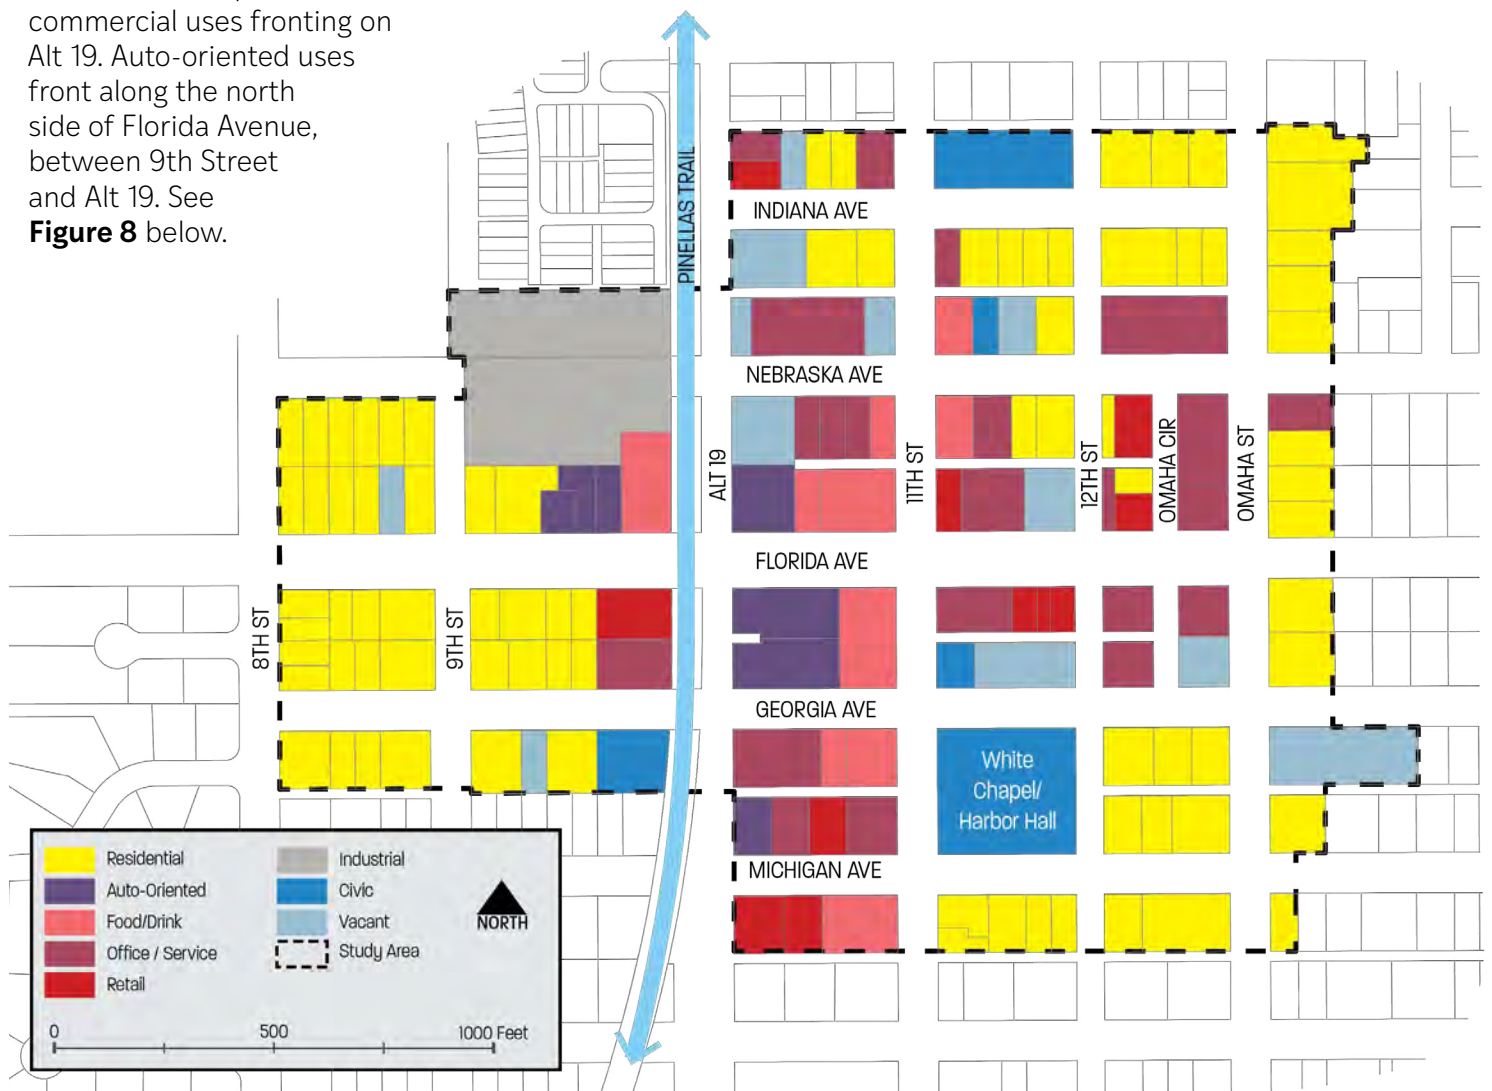 commercial uses fronting on
Alt 19. Auto-oriented uses
front along the north
side of Florida Avenue,
between 9th Street
and Alt 19. See
Figure 8 below.
PINELLAS TRAIL
INDIANA AVE
NEBRASKA AVE
ALT 19
11TH ST
12TH ST
OMAHA CIR
OMAHA ST
FLORIDA AVE
8TH ST
9TH ST
GEORGIA AVE
White
Chapel/
Harbor Hall
MICHIGAN AVE
Residential
Auto-Oriented
Food/Drink
Office / Service
Retail
Industrial
Civic
Vacant
Study Area
NORTH
0 500 1000 Feet